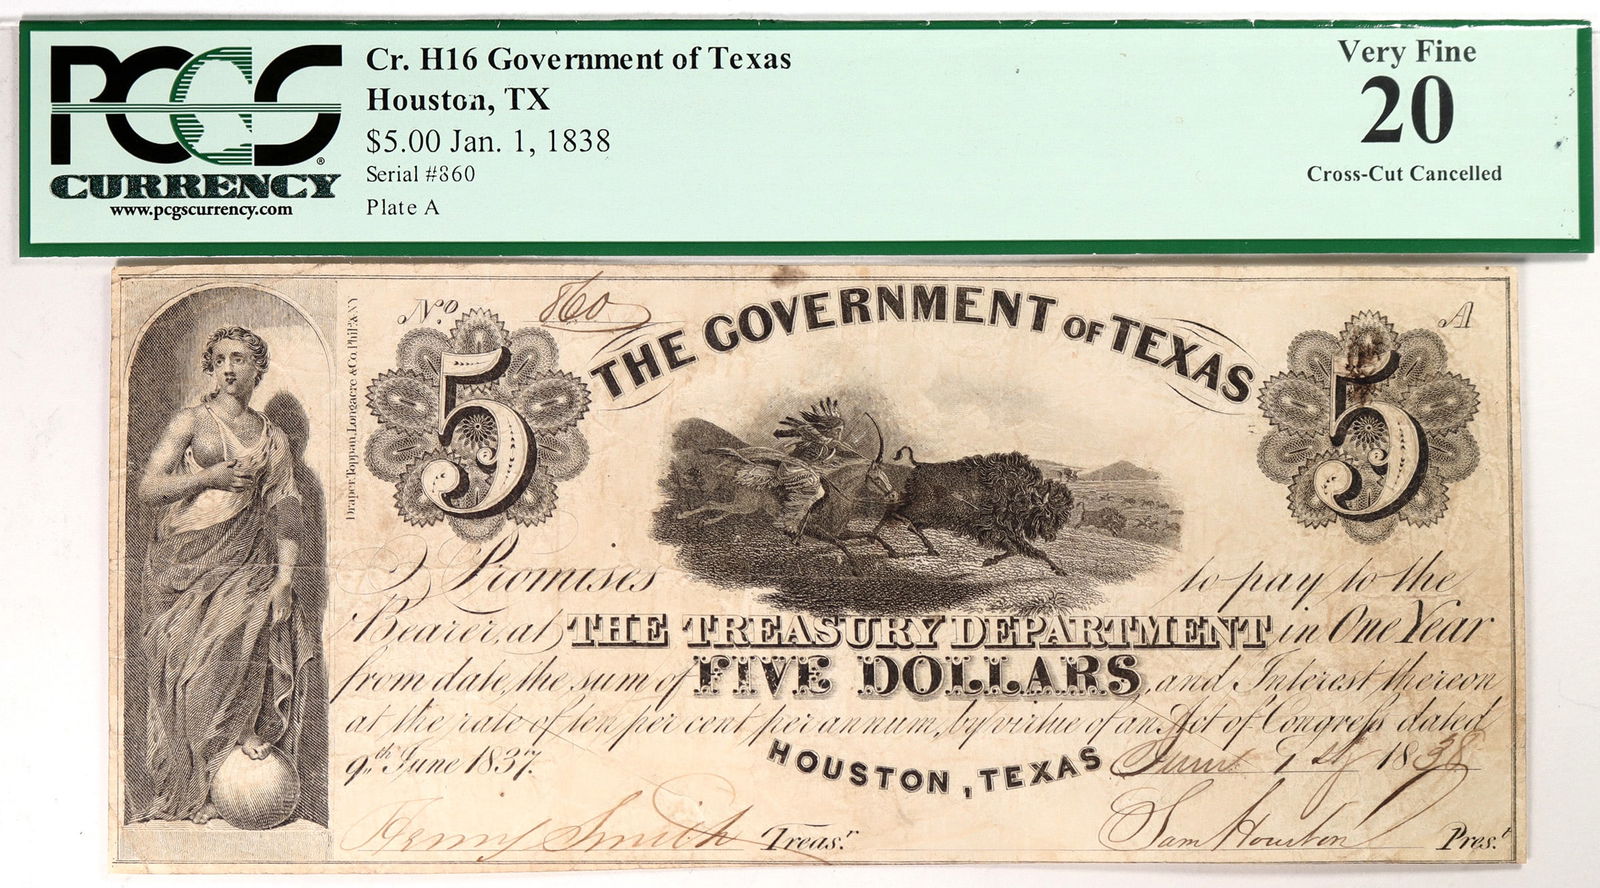 PCGS
CURRENCY
www.pcgscurrency.com
Cr. H16 Government of Texas
Houston, TX
$5.00 Jan. 1, 1838
Serial #860
Plate A
Very Fine
20
Cross-Cut Cancelled
No. 860
A
THE GOVERNMENT OF TEXAS
5
5
Draper, Toppan, Longacre & Co. Phila. & N.Y.
Promises to pay to the
Bearer, at THE TREASURY DEPARTMENT in One Year
from date, the sum of FIVE DOLLARS, and Interest thereon
at the rate of ten per cent per annum, by virtue of an Act of Congress dated
9th June 1837.
HOUSTON, TEXAS
1st 1838
Henry Smith Treasr.
Sam Houston Prest.